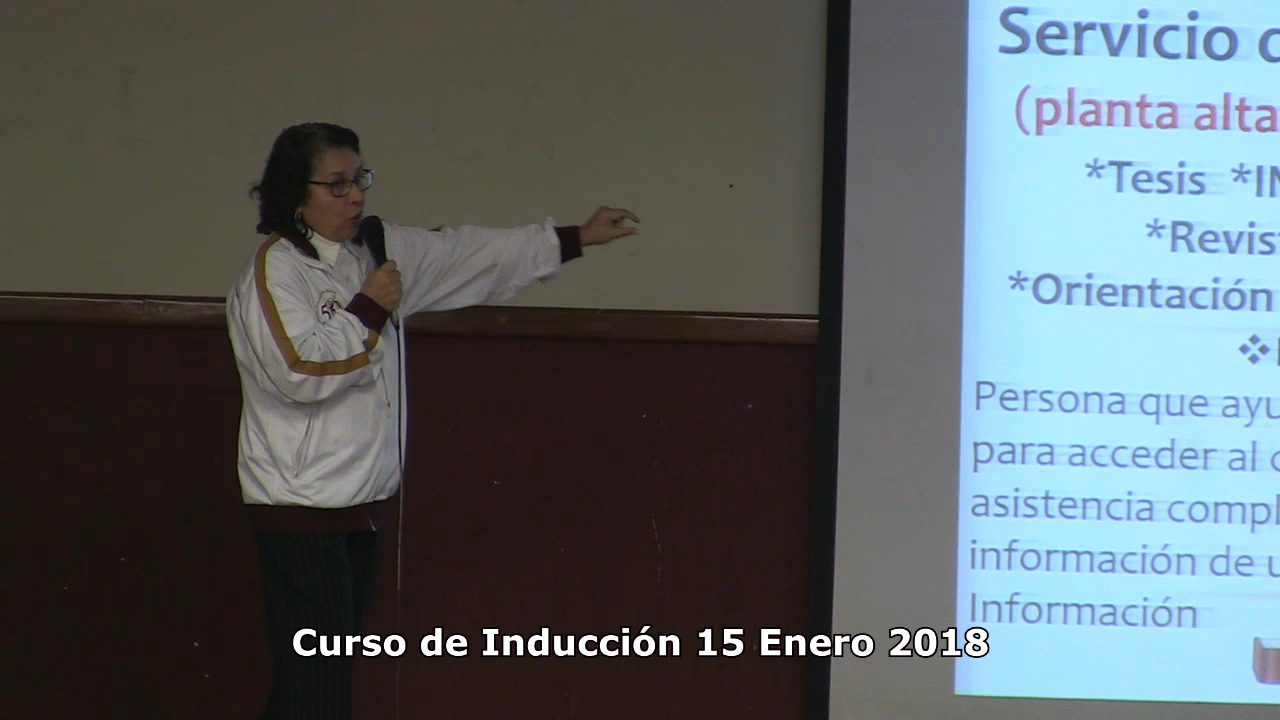 Servicio
(planta alta
*Tesis
*Revis
*Orientación
Persona que ayu
para acceder al
asistencia compl
información de u
Información
Curso de Inducción 15 Enero 2018